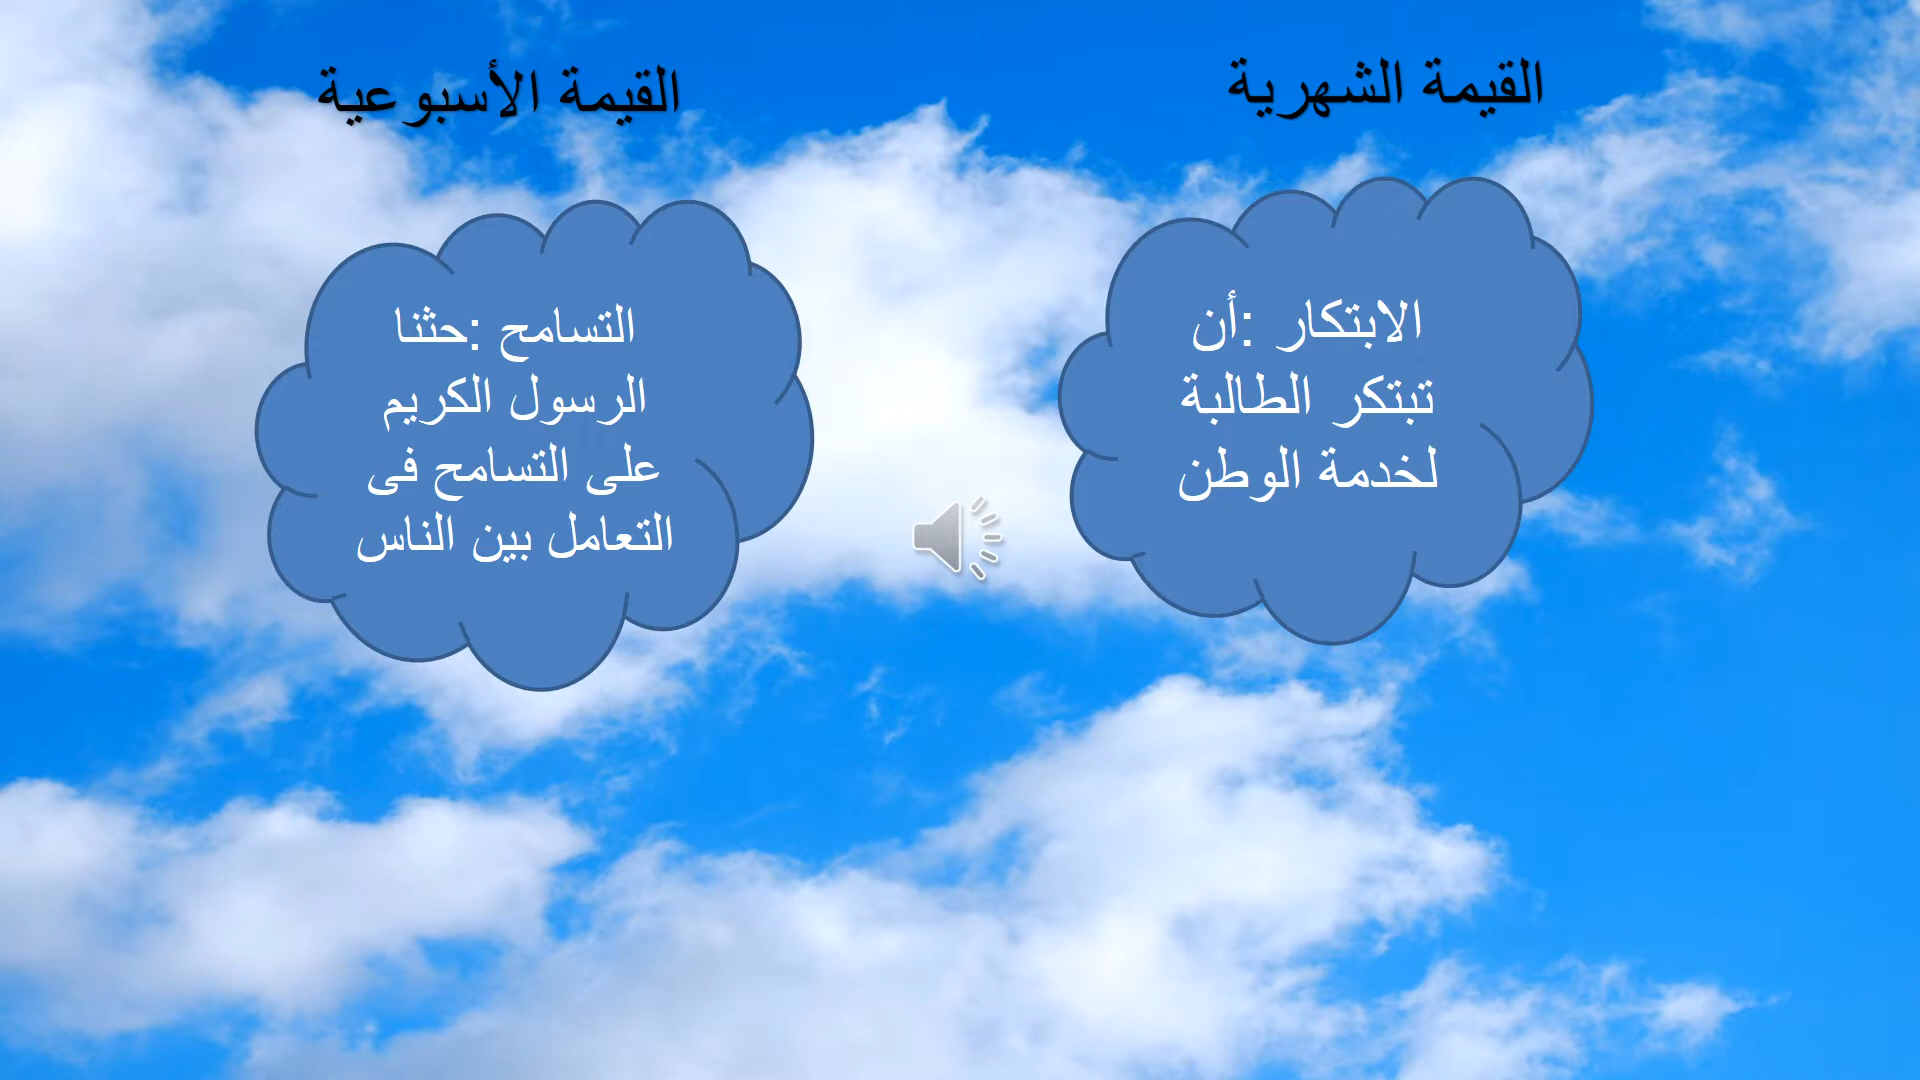 القيمة الشهرية
الابتكار :أن
تبتكر الطالبة
لخدمة الوطن
القيمة الأسبوعية
التسامح :حثنا
الرسول الكريم
على التسامح فى
التعامل بين الناس